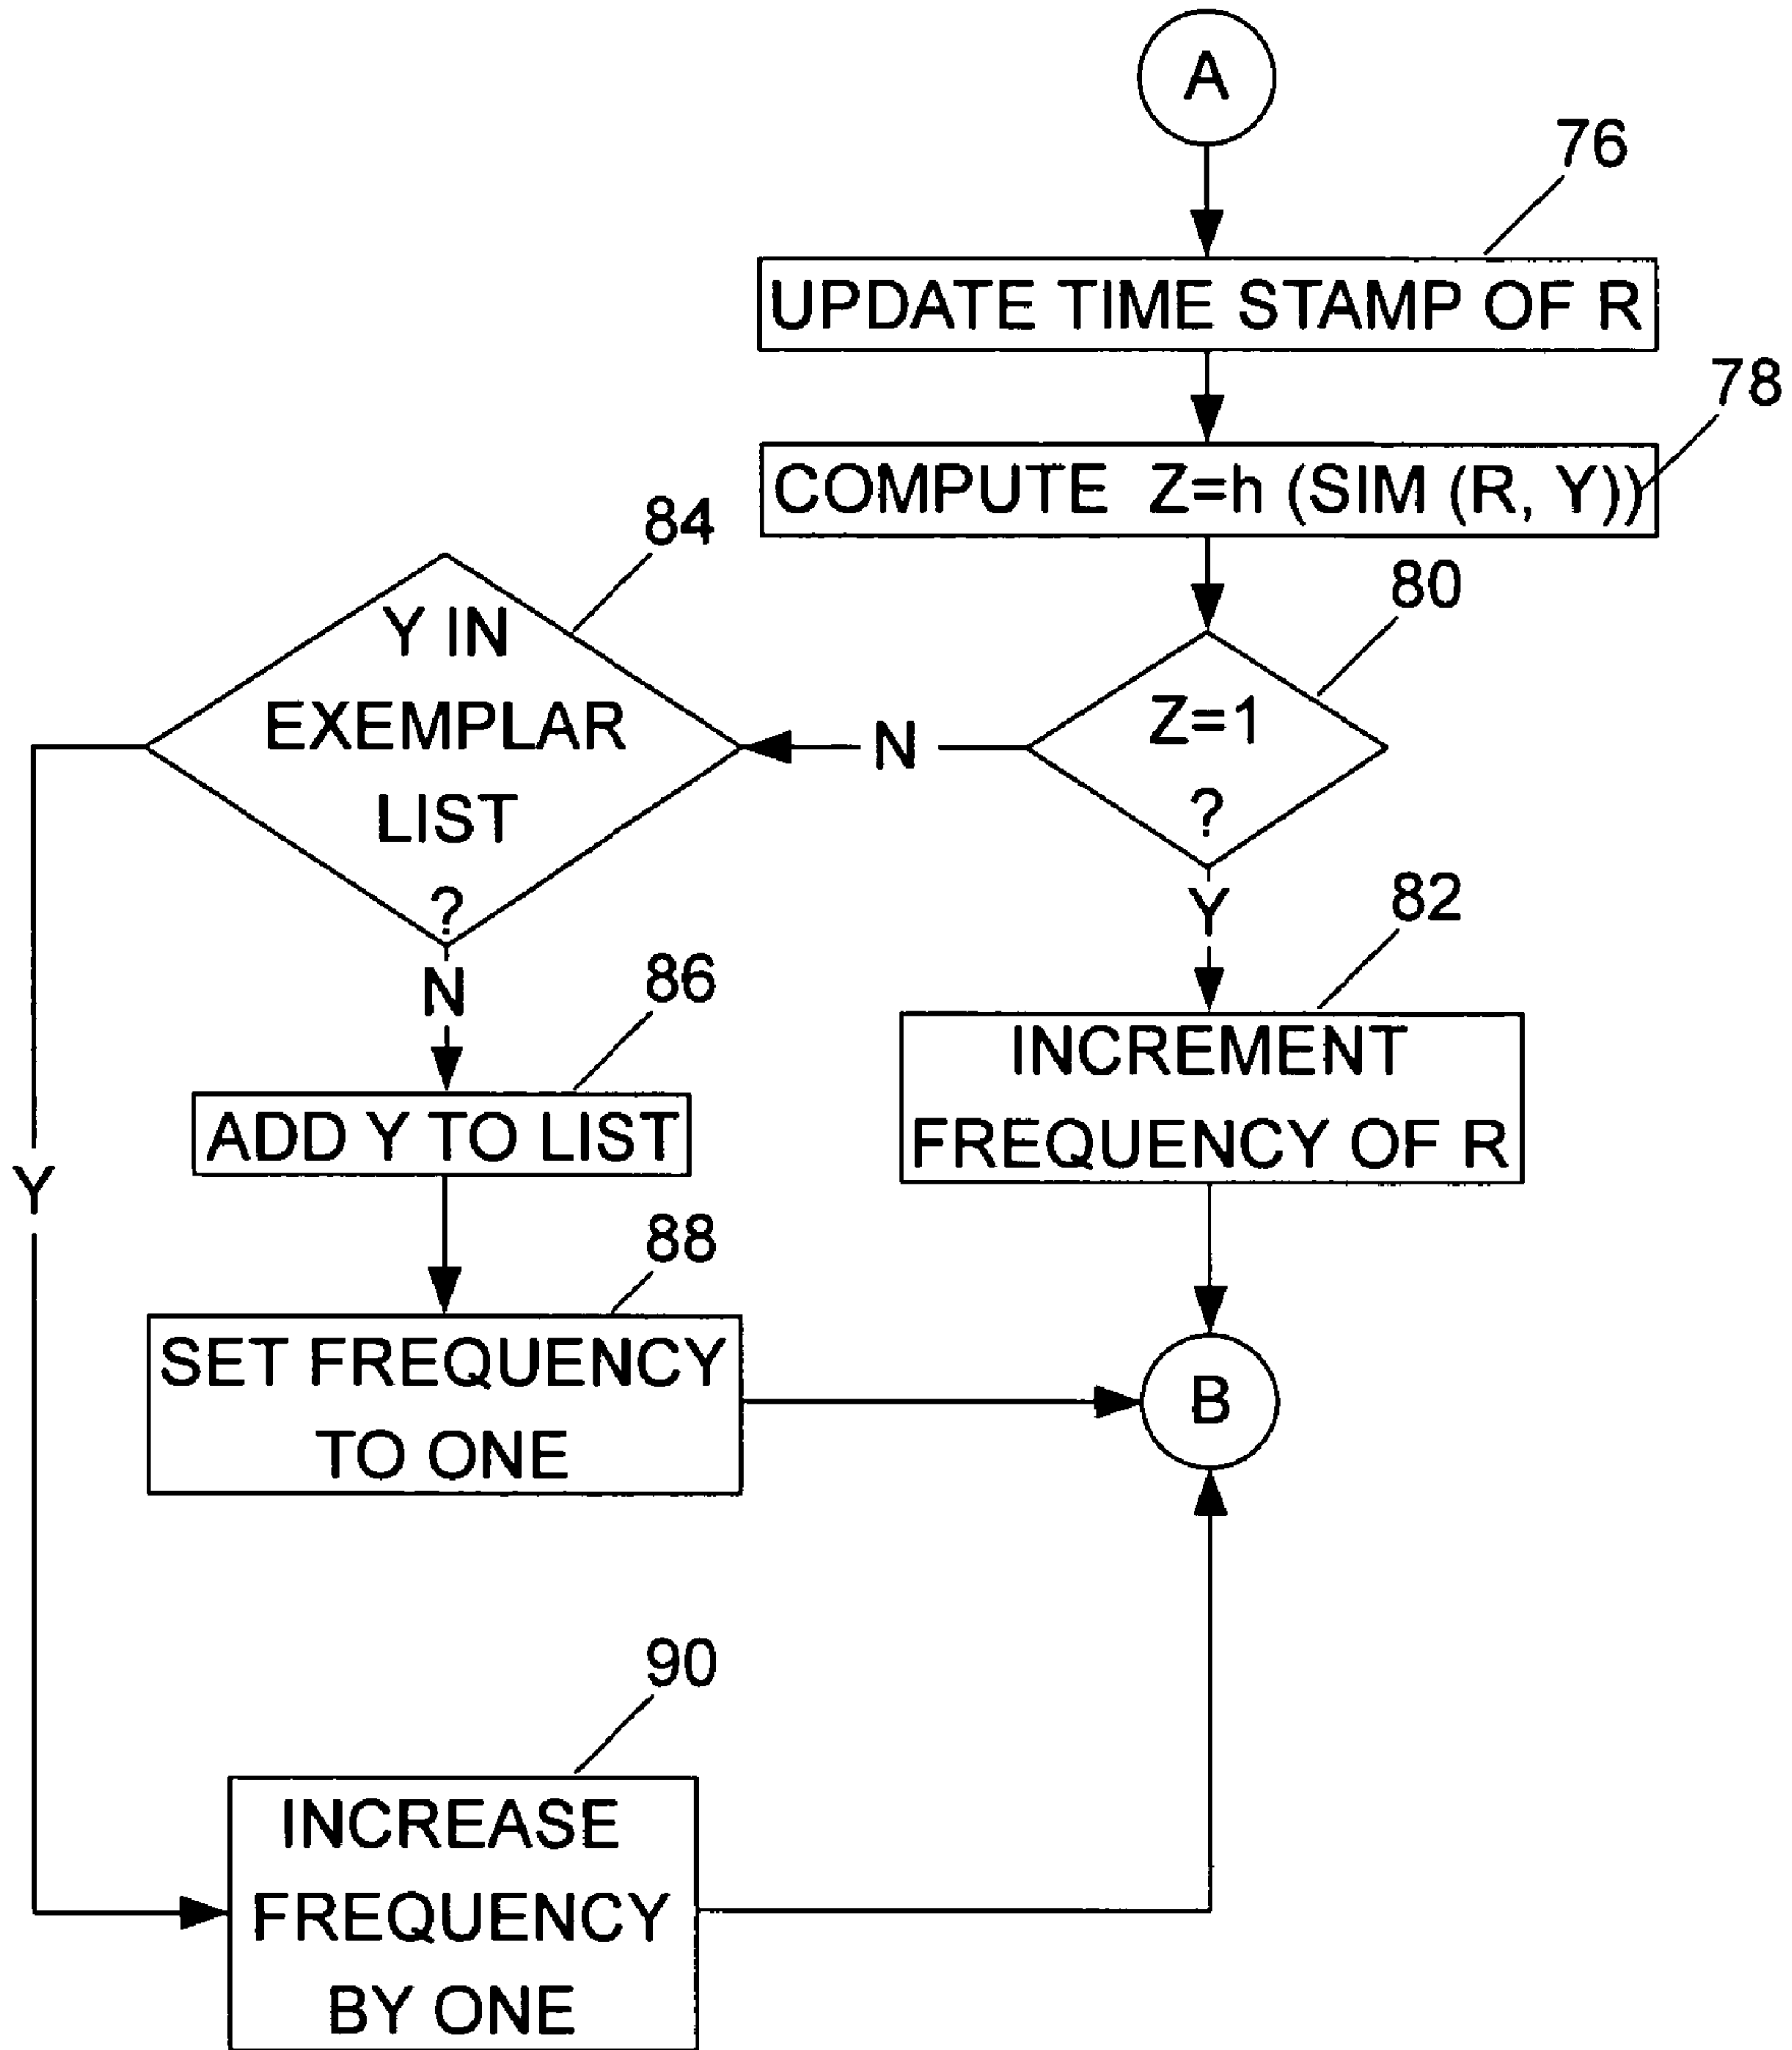 A
76
UPDATE TIME STAMP OF R
78
COMPUTE Z=h (SIM (R, Y))
80
Z=1
?
N
84
Y IN
EXEMPLAR
LIST
?
Y
82
INCREMENT
FREQUENCY OF R
N
86
ADD Y TO LIST
88
SET FREQUENCY
TO ONE
B
Y
90
INCREASE
FREQUENCY
BY ONE